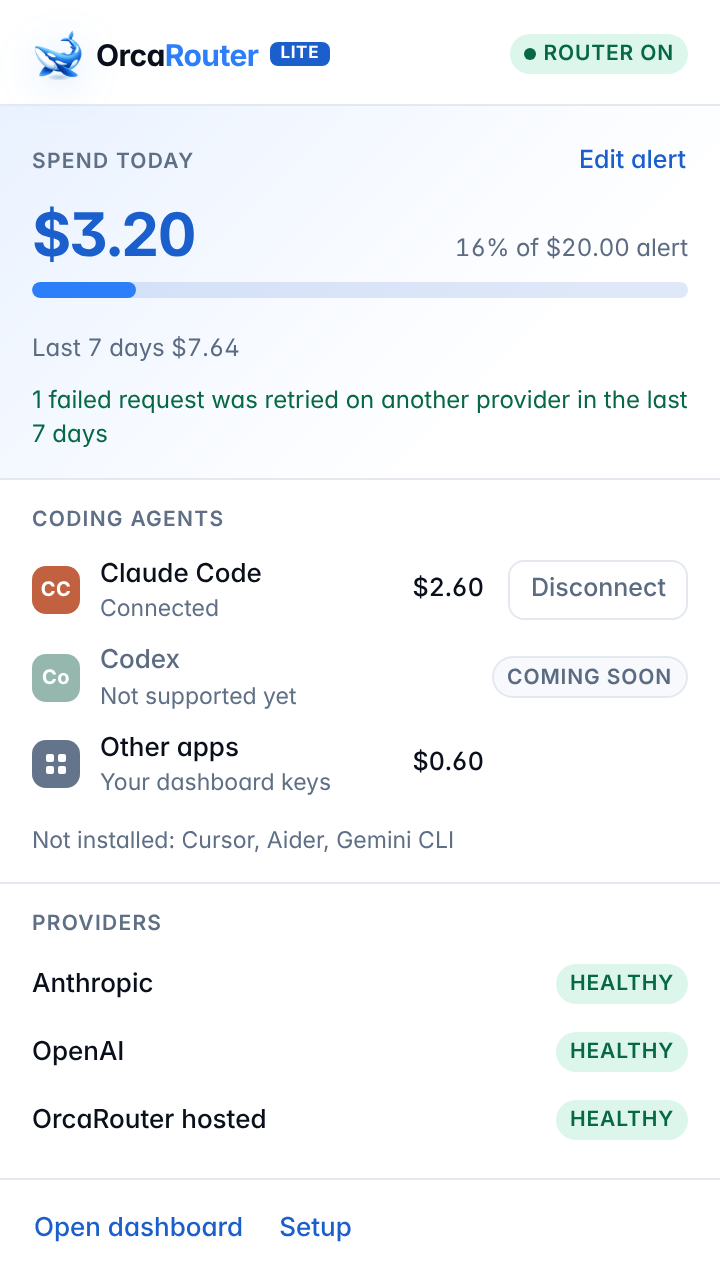 OrcaRouter LITE
ROUTER ON
SPEND TODAY
Edit alert
$3.20
16% of $20.00 alert
Last 7 days $7.64
1 failed request was retried on another provider in the last
7 days
CODING AGENTS
CC
Claude Code
Connected
$2.60
Disconnect
Co
Codex
Not supported yet
COMING SOON
Other apps
Your dashboard keys
$0.60
Not installed: Cursor, Aider, Gemini CLI
PROVIDERS
Anthropic
HEALTHY
OpenAI
HEALTHY
OrcaRouter hosted
HEALTHY
Open dashboard
Setup